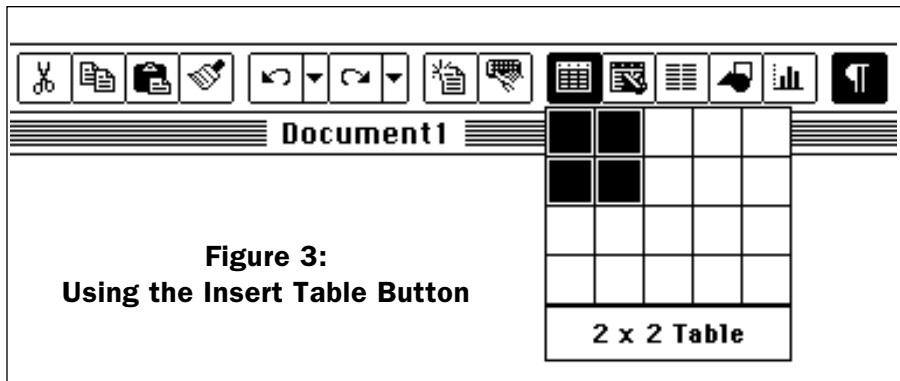 Document1
Figure 3:
Using the Insert Table Button
2 x 2 Table